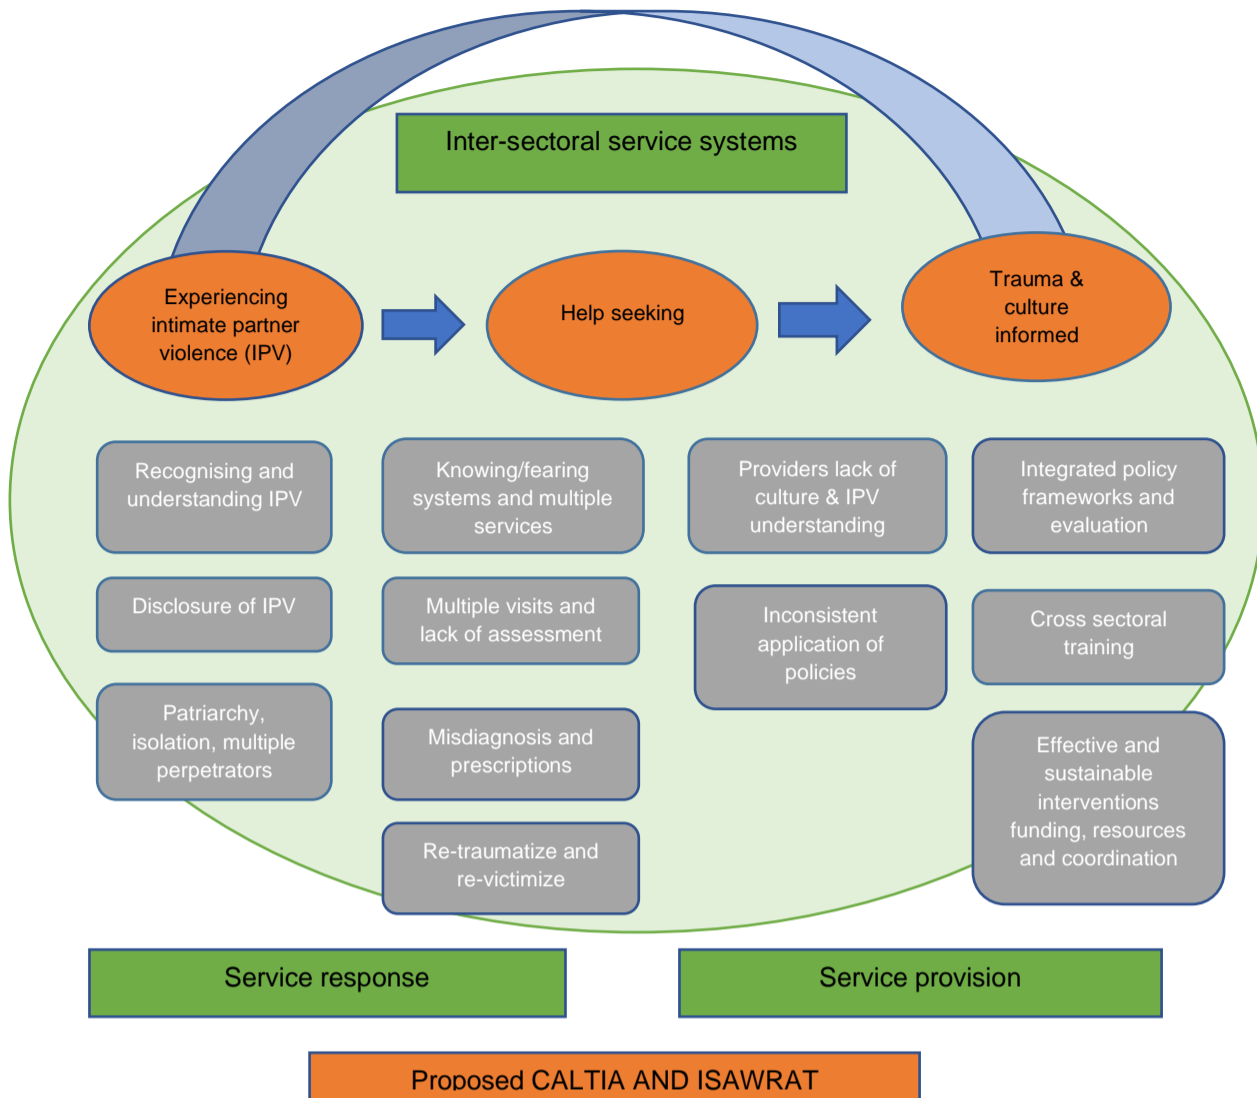 Inter-sectoral service systems
Experiencing
intimate partner
violence (IPV)
Help seeking
Trauma &
culture
informed
Recognising and
understanding IPV
Disclosure of IPV
Patriarchy,
isolation, multiple
perpetrators
Knowing/fearing
systems and multiple
services
Multiple visits and
lack of assessment
Misdiagnosis and
prescriptions
Re-traumatize and
re-victimize
Providers lack of
culture & IPV
understanding
Inconsistent
application of
policies
Integrated policy
frameworks and
evaluation
Cross sectoral
training
Effective and
sustainable
interventions
funding, resources
and coordination
Service response
Service provision
Proposed CALTIA AND ISAWRAT